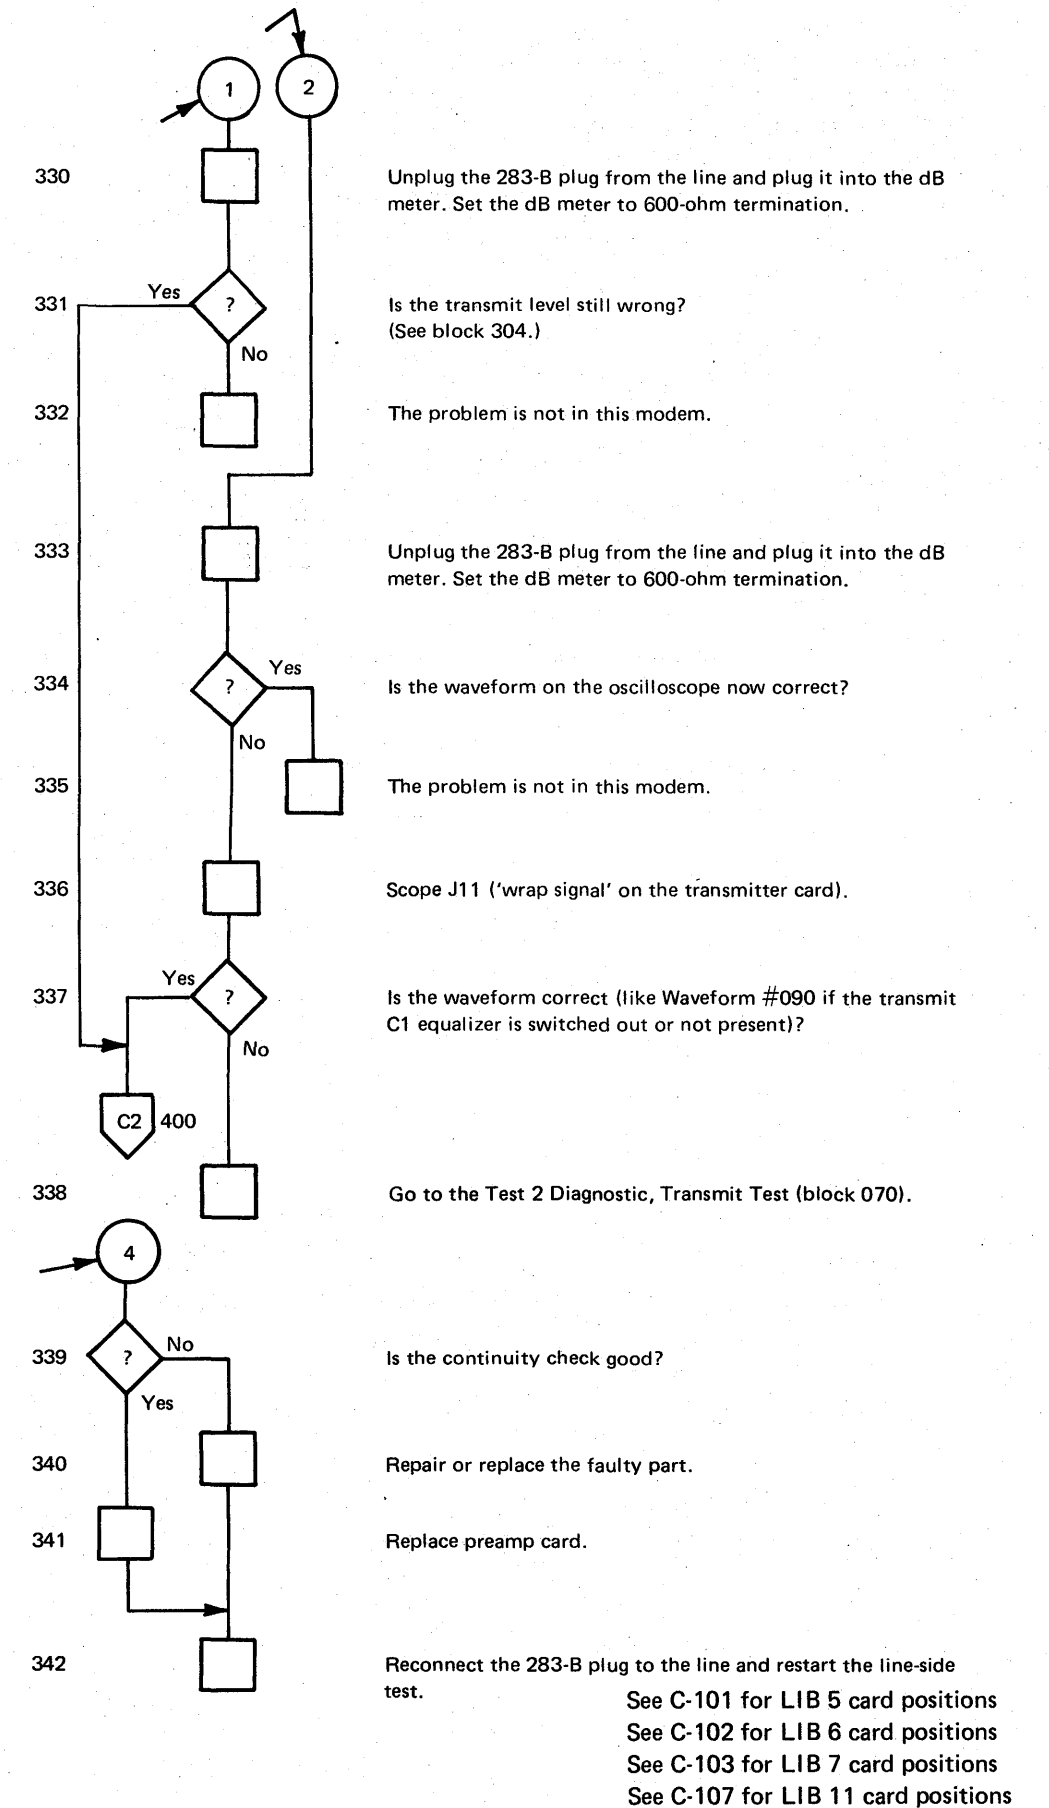 1 2
330 Unplug the 283-B plug from the line and plug it into the dB
meter. Set the dB meter to 600-ohm termination.
Yes
331 ? Is the transmit level still wrong?
(See block 304.)
No
332 The problem is not in this modem.
333 Unplug the 283-B plug from the line and plug it into the dB
meter. Set the dB meter to 600-ohm termination.
Yes
334 ? Is the waveform on the oscilloscope now correct?
No
335 The problem is not in this modem.
336 Scope J11 ('wrap signal' on the transmitter card).
Yes
337 ? Is the waveform correct (like Waveform #090 if the transmit
C1 equalizer is switched out or not present)?
No
C2 400
338 Go to the Test 2 Diagnostic, Transmit Test (block 070).
4
No
339 ? Is the continuity check good?
Yes
340 Repair or replace the faulty part.
341 Replace preamp card.
342 Reconnect the 283-B plug to the line and restart the line-side
test.
See C-101 for LIB 5 card positions
See C-102 for LIB 6 card positions
See C-103 for LIB 7 card positions
See C-107 for LIB 11 card positions